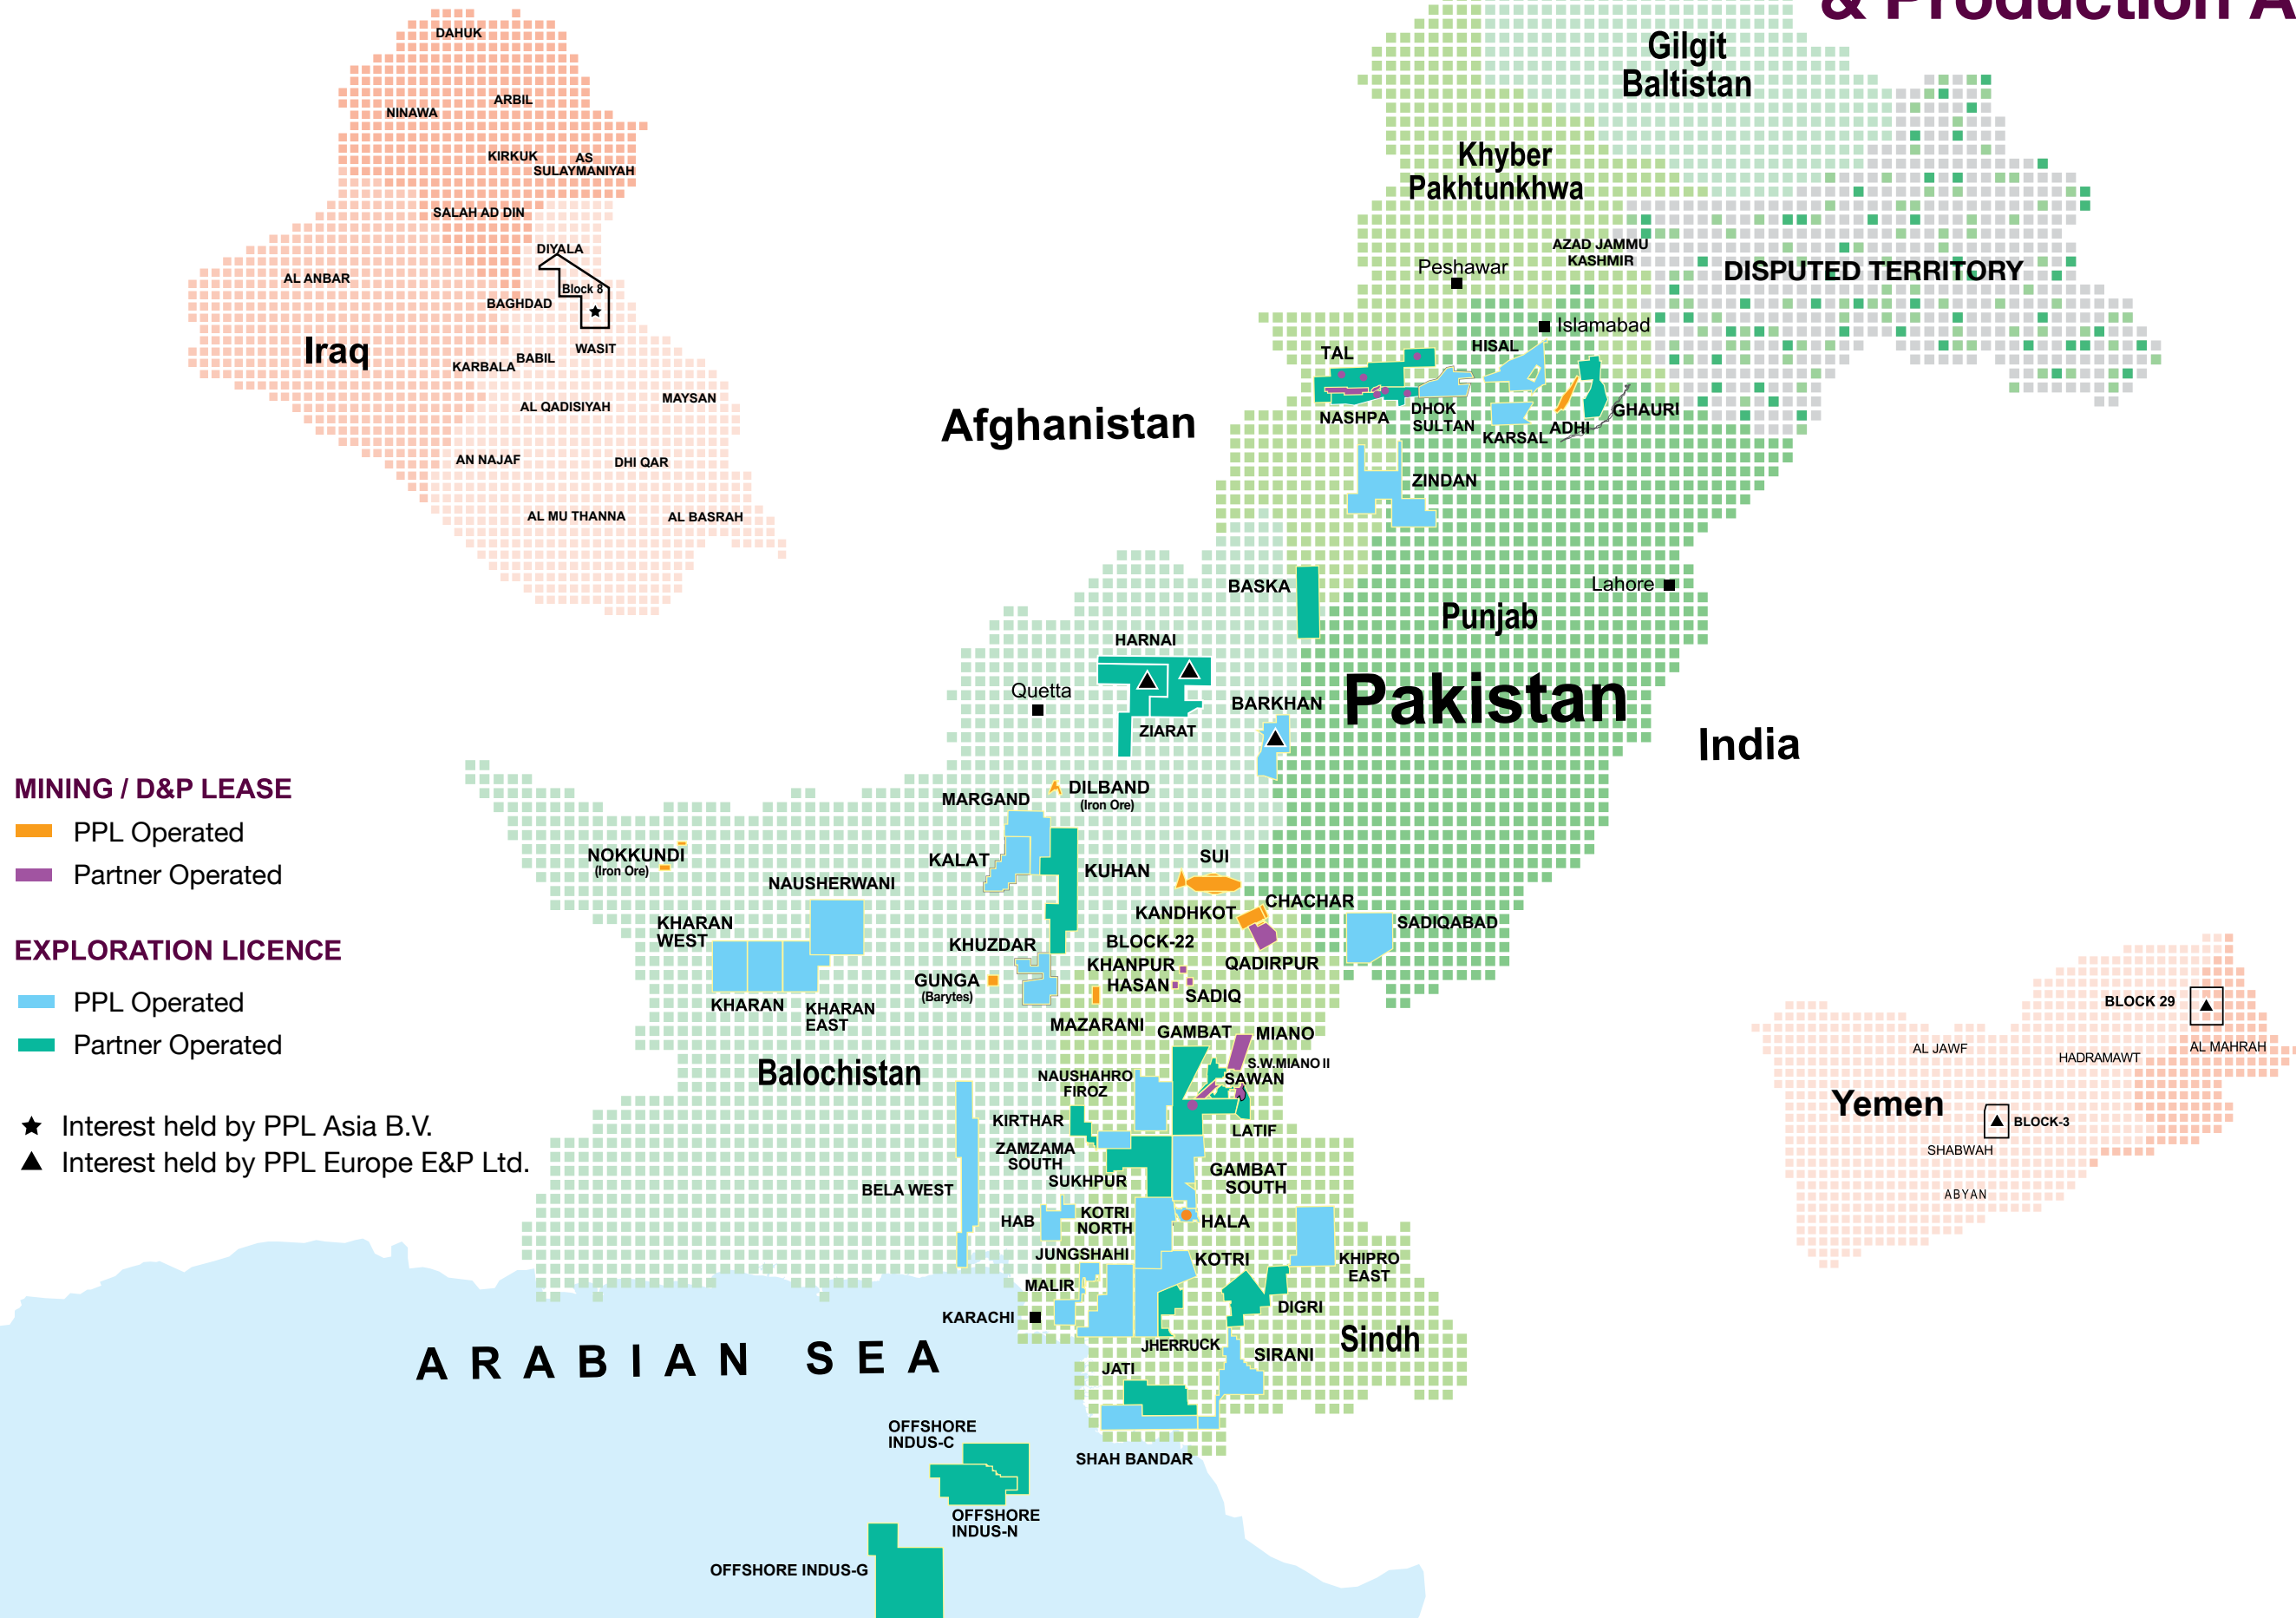 & Production A
DAHUK
ARBIL
NINAWA
KIRKUK
AS
SULAYMANIYAH
SALAH AD DIN
DIYALA
AL ANBAR
Block 8
BAGHDAD
Iraq
WASIT
BABIL
KARBALA
MAYSAN
AL QADISIYAH
AN NAJAF
DHI QAR
AL MU THANNA
AL BASRAH
Gilgit
Baltistan
Khyber
Pakhtunkhwa
AZAD JAMMU
KASHMIR
DISPUTED TERRITORY
Peshawar
Islamabad
TAL
HISAL
NASHPA
DHOK
SULTAN
KARSAL
ADHI
GHAURI
Afghanistan
ZINDAN
BASKA
Lahore
Punjab
HARNAI
Quetta
Pakistan
BARKHAN
ZIARAT
India
MINING / D&P LEASE
PPL Operated
Partner Operated
EXPLORATION LICENCE
PPL Operated
Partner Operated
Interest held by PPL Asia B.V.
Interest held by PPL Europe E&P Ltd.
DILBAND
(Iron Ore)
MARGAND
NOKKUNDI
(Iron Ore)
KALAT
KUHAN
SUI
NAUSHERWANI
CHACHAR
KANDHKOT
KHARAN
WEST
SADIQABAD
KHUZDAR
BLOCK-22
QADIRPUR
KHANPUR
GUNGA
(Barytes)
HASAN
SADIQ
KHARAN
KHARAN
EAST
MAZARANI
GAMBAT
MIANO
S.W.MIANO II
Balochistan
NAUSHAHRO
FIROZ
SAWAN
KIRTHAR
LATIF
ZAMZAMA
SOUTH
GAMBAT
SOUTH
SUKHPUR
BELA WEST
HAB
KOTRI
NORTH
HALA
JUNGSHAHI
KOTRI
KHIPRO
EAST
MALIR
DIGRI
KARACHI
JHERRUCK
SIRANI
Sindh
JATI
ARABIAN SEA
OFFSHORE
INDUS-C
SHAH BANDAR
OFFSHORE
INDUS-N
OFFSHORE INDUS-G
BLOCK 29
AL JAWF
HADRAMAWT
AL MAHRAH
Yemen
BLOCK-3
SHABWAH
ABYAN